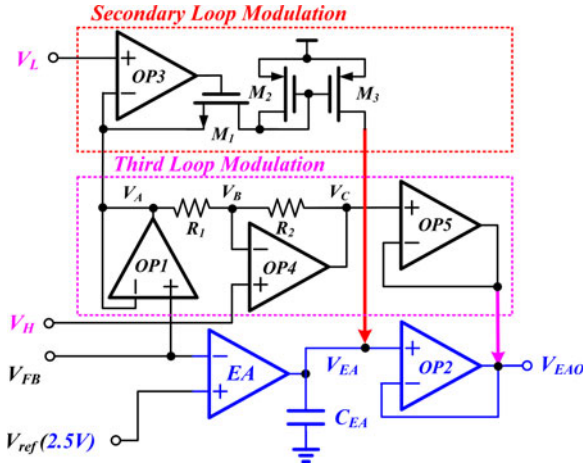 Secondary Loop Modulation
V_L
+
OP3
−
M_1
M_2
M_3
Third Loop Modulation
V_A
V_B
V_C
R_1
R_2
+
OP5
−
OP1
−
+
−
OP4
+
V_H
V_FB
−
EA
+
V_EA
+
OP2
−
V_EAO
C_EA
V_ref(2.5V)